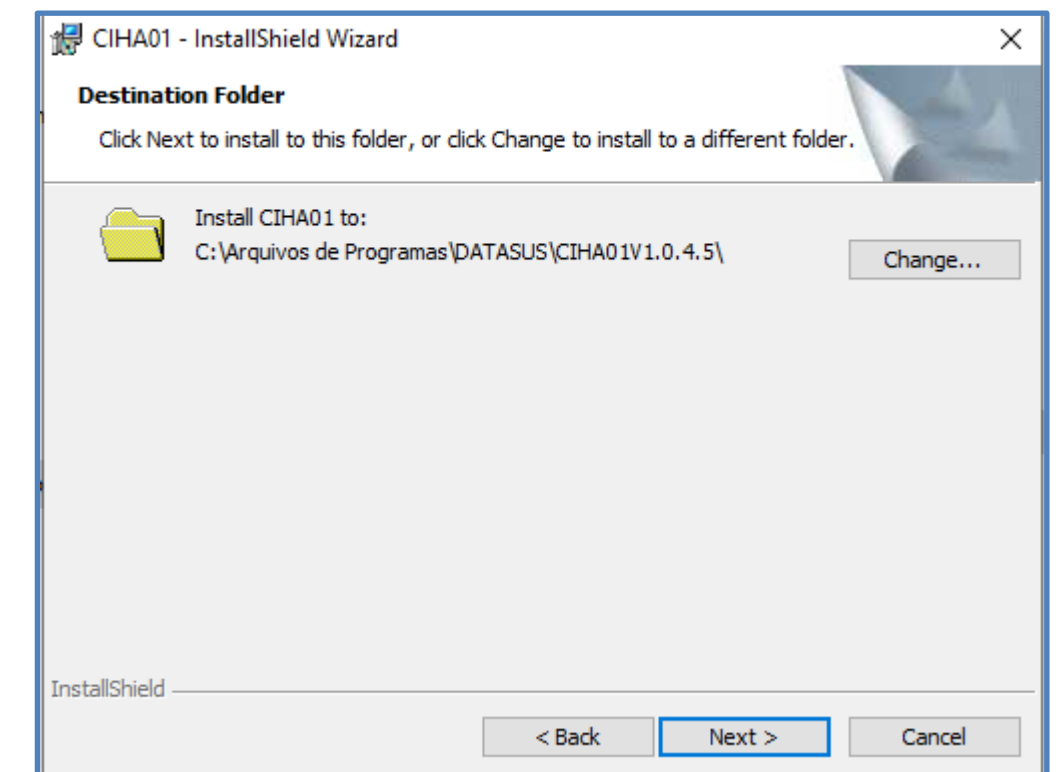 CIHA01 - InstallShield Wizard
Destination Folder
Click Next to install to this folder, or click Change to install to a different folder.
Install CIHA01 to:
C:\Arquivos de Programas\DATASUS\CIHA01V1.0.4.5\
Change...
InstallShield
< Back
Next >
Cancel